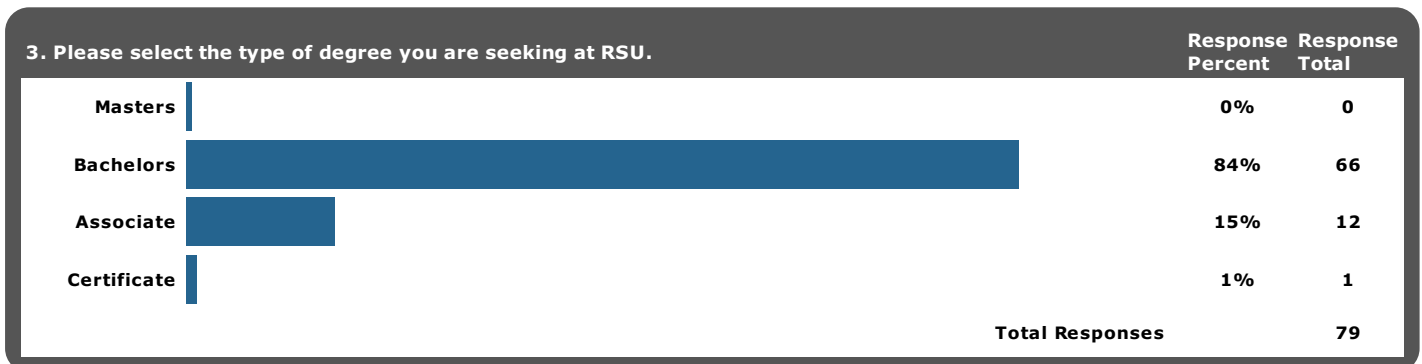 3. Please select the type of degree you are seeking at RSU.
Response Response
Percent Total
Masters 0% 0
Bachelors 84% 66
Associate 15% 12
Certificate 1% 1
Total Responses 79